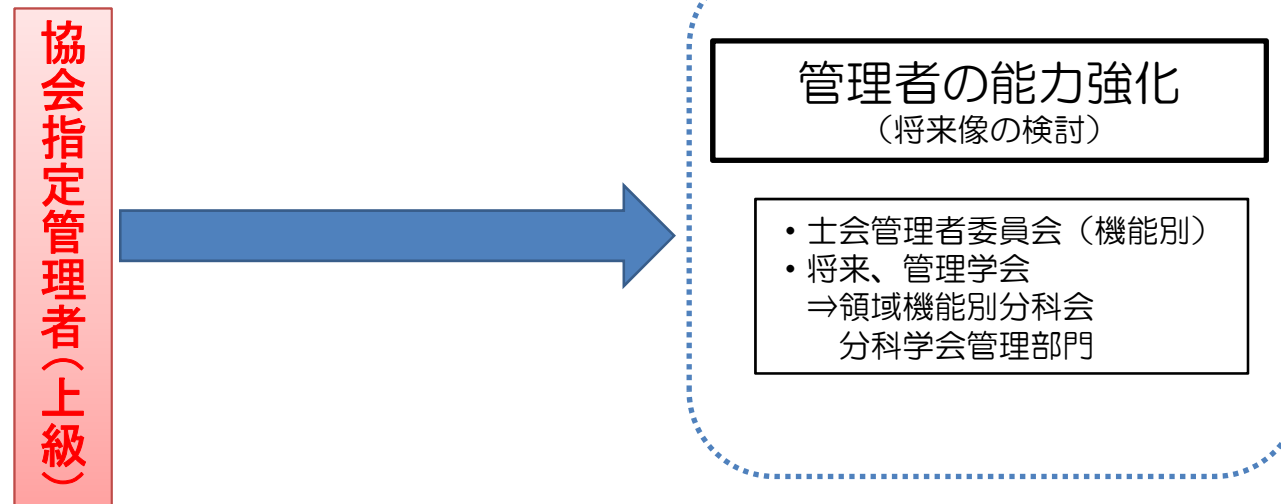 協会指定管理者（上級）
管理者の能力強化
（将来像の検討）
・士会管理者委員会（機能別）
・将来、管理学会
⇒領域機能別分科会
分科学会管理部門